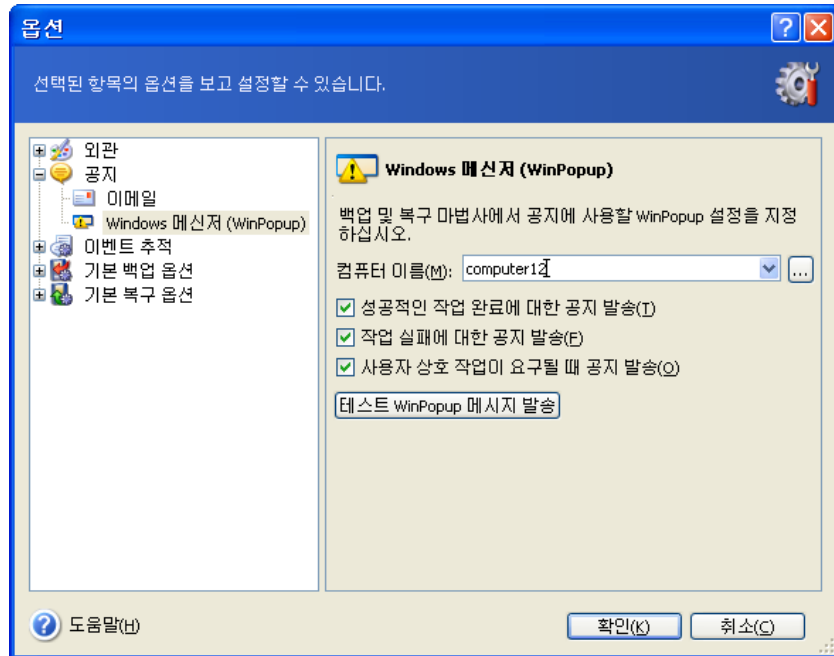 옵션
선택된 항목의 옵션을 보고 설정할 수 있습니다.
외관
공지
이메일
Windows 메신저 (WinPopup)
이벤트 추적
기본 백업 옵션
기본 복구 옵션
Windows 메신저 (WinPopup)
백업 및 복구 마법사에서 공지에 사용할 WinPopup 설정을 지정
하십시오.
컴퓨터 이름(M): computer12
...
성공적인 작업 완료에 대한 공지 발송(T)
작업 실패에 대한 공지 발송(F)
사용자 상호 작업이 요구될 때 공지 발송(O)
테스트 WinPopup 메시지 발송
도움말(H)
확인(K)
취소(C)